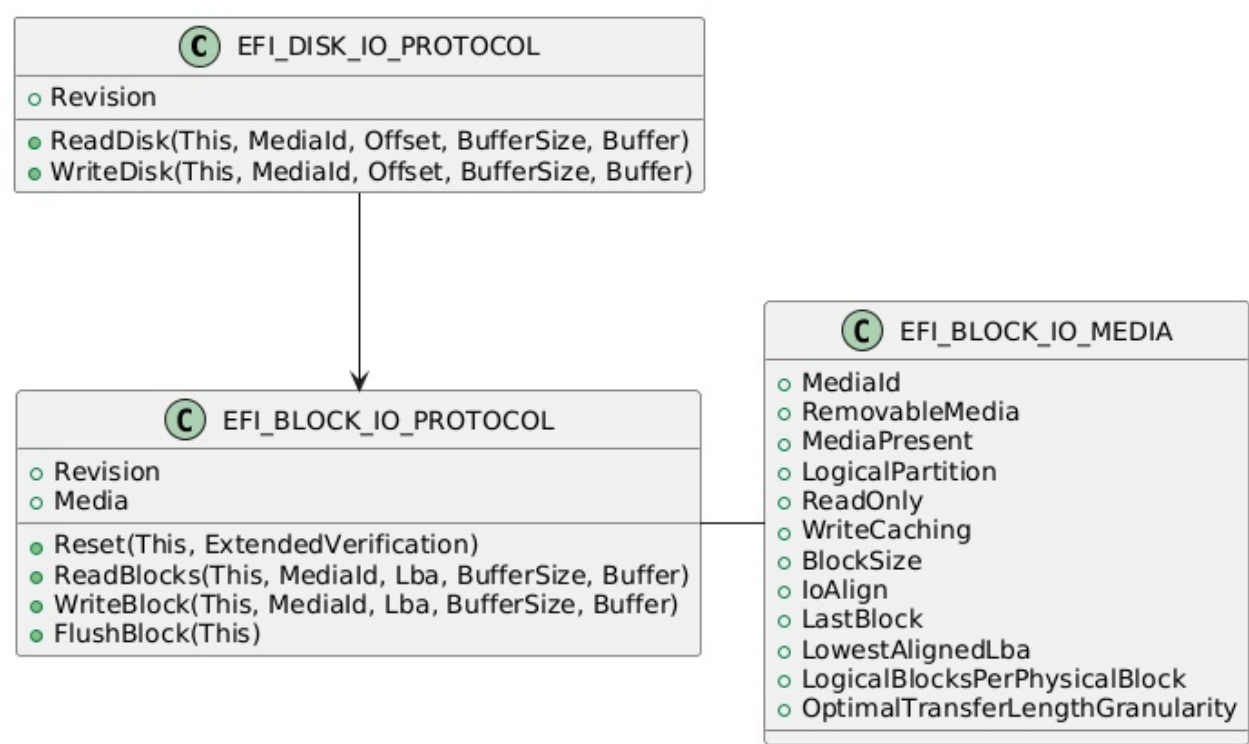 C EFI_DISK_IO_PROTOCOL
Revision
ReadDisk(This, MediaId, Offset, BufferSize, Buffer)
WriteDisk(This, MediaId, Offset, BufferSize, Buffer)
C EFI_BLOCK_IO_PROTOCOL
Revision
Media
Reset(This, ExtendedVerification)
ReadBlocks(This, MediaId, Lba, BufferSize, Buffer)
WriteBlock(This, MediaId, Lba, BufferSize, Buffer)
FlushBlock(This)
C EFI_BLOCK_IO_MEDIA
MediaId
RemovableMedia
MediaPresent
LogicalPartition
ReadOnly
WriteCaching
BlockSize
IoAlign
LastBlock
LowestAlignedLba
LogicalBlocksPerPhysicalBlock
OptimalTransferLengthGranularity